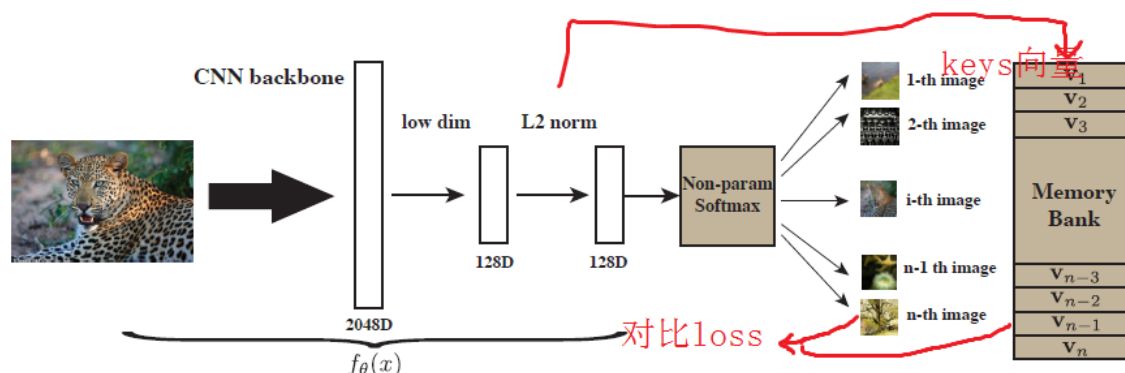 CNN backbone
low dim
L2 norm
2048D
128D
128D
Non-param
Softmax
1-th image
2-th image
i-th image
n-1 th image
n-th image
keys向量
v₁
v₂
v₃
Memory
Bank
vₙ₋₃
vₙ₋₂
vₙ₋₁
vₙ
对比loss
f_θ(x)